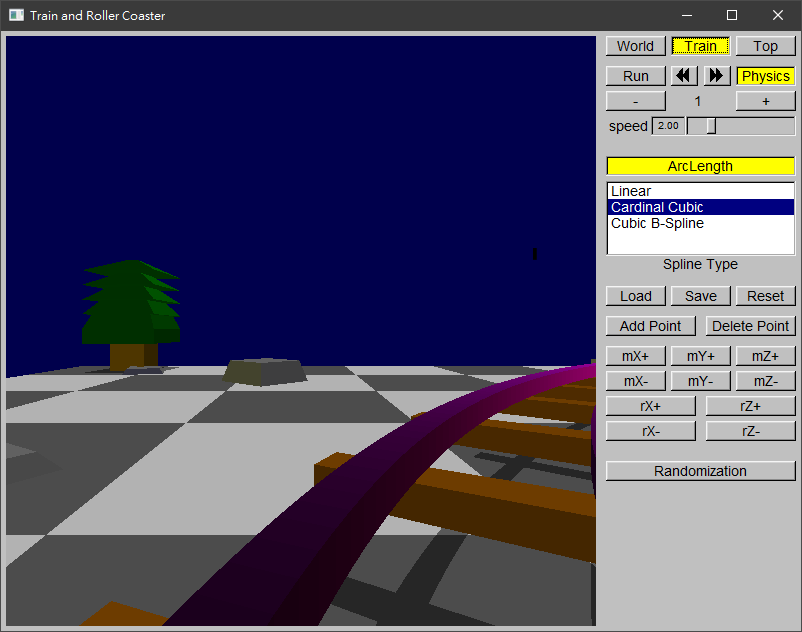 Train and Roller Coaster
World Train Top
Run Physics
- 1 +
speed 2.00
ArcLength
Linear
Cardinal Cubic
Cubic B-Spline
Spline Type
Load Save Reset
Add Point Delete Point
mX+ mY+ mZ+
mX- mY- mZ-
rX+ rZ+
rX- rZ-
Randomization